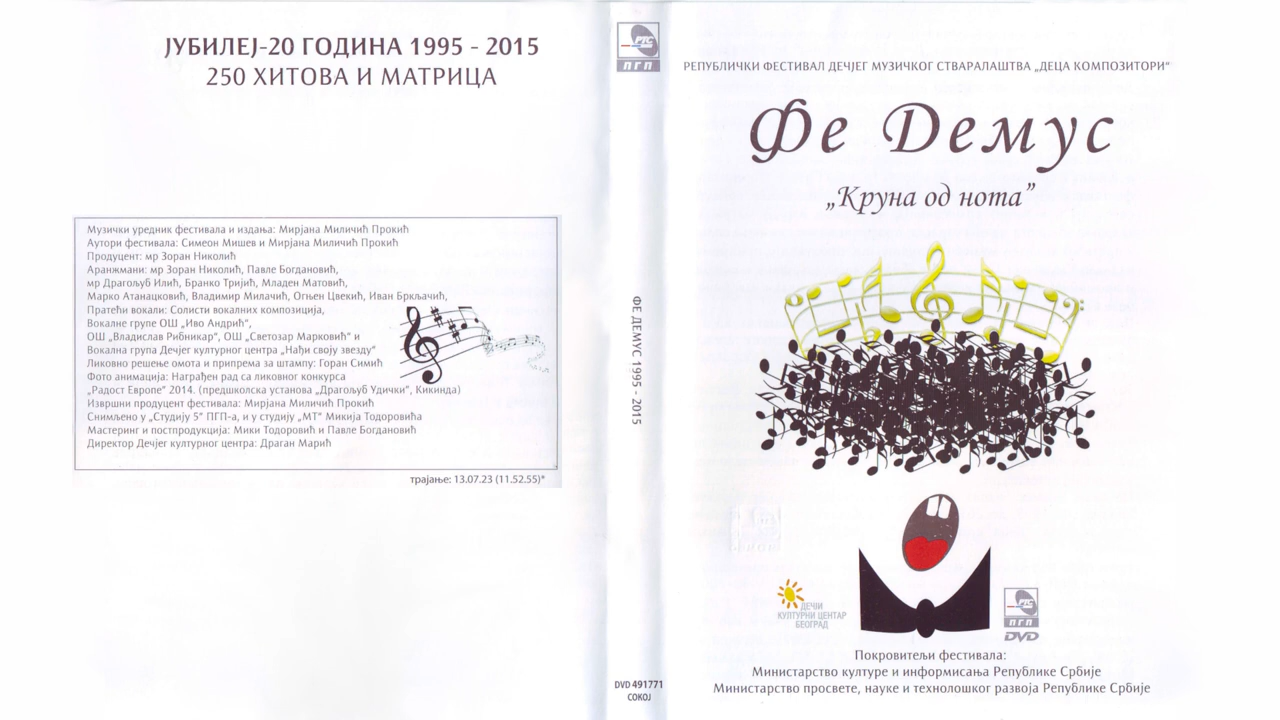 ЈУБИЛЕЈ-20 ГОДИНА 1995 - 2015
250 ХИТОВА И МАТРИЦА
Музички уредник фестивала и издања: Мирјана Миличић Прокић
Аутори фестивала: Симеон Мишев и Мирјана Миличић Прокић
Продуцент: мр Зоран Николић
Аранжмани: мр Зоран Николић, Павле Богдановић,
мр Драгољуб Илић, Бранко Тријић, Младен Матовић,
Марко Атанацковић, Владимир Милачић, Огњен Цвекић, Иван Бркљачић,
Пратећи вокали: Солисти вокалних композиција,
Вокалне групе ОШ „Иво Андрић“,
ОШ „Владислав Рибникар“, ОШ „Светозар Марковић“ и
Вокална група Дечјег културног центра „Нађи своју звезду“
Ликовно решење омота и припрема за штампу: Горан Симић
Фото анимација: Награђен рад са ликовног конкурса
„Радост Европе“ 2014. (предшколска установа „Драгољуб Удички“, Кикинда)
Извршни продуцент фестивала: Мирјана Миличић Прокић
Снимљено у „Студију 5“ ПГП-а, и у студију „МТ“ Микија Тодоровића
Мастеринг и постпродукција: Мики Тодоровић и Павле Богдановић
Директор Дечјег културног центра: Драган Марић
трајање: 13.07.23 (11.52.55)*
РТС
ПГП
ФЕ ДЕМУС 1995 - 2015
DVD 491771
СОКОЈ
РЕПУБЛИЧКИ ФЕСТИВАЛ ДЕЧЈЕГ МУЗИЧКОГ СТВАРАЛАШТВА „ДЕЦА КОМПОЗИТОРИ“
Фе Демус
„Круна од нота”
ДЕЧЈИ
КУЛТУРНИ ЦЕНТАР
БЕОГРАД
РТС
ПГП
DVD
Покровитељи фестивала:
Министарство културе и информисања Републике Србије
Министарство просвете, науке и технолошког развоја Републике Србије